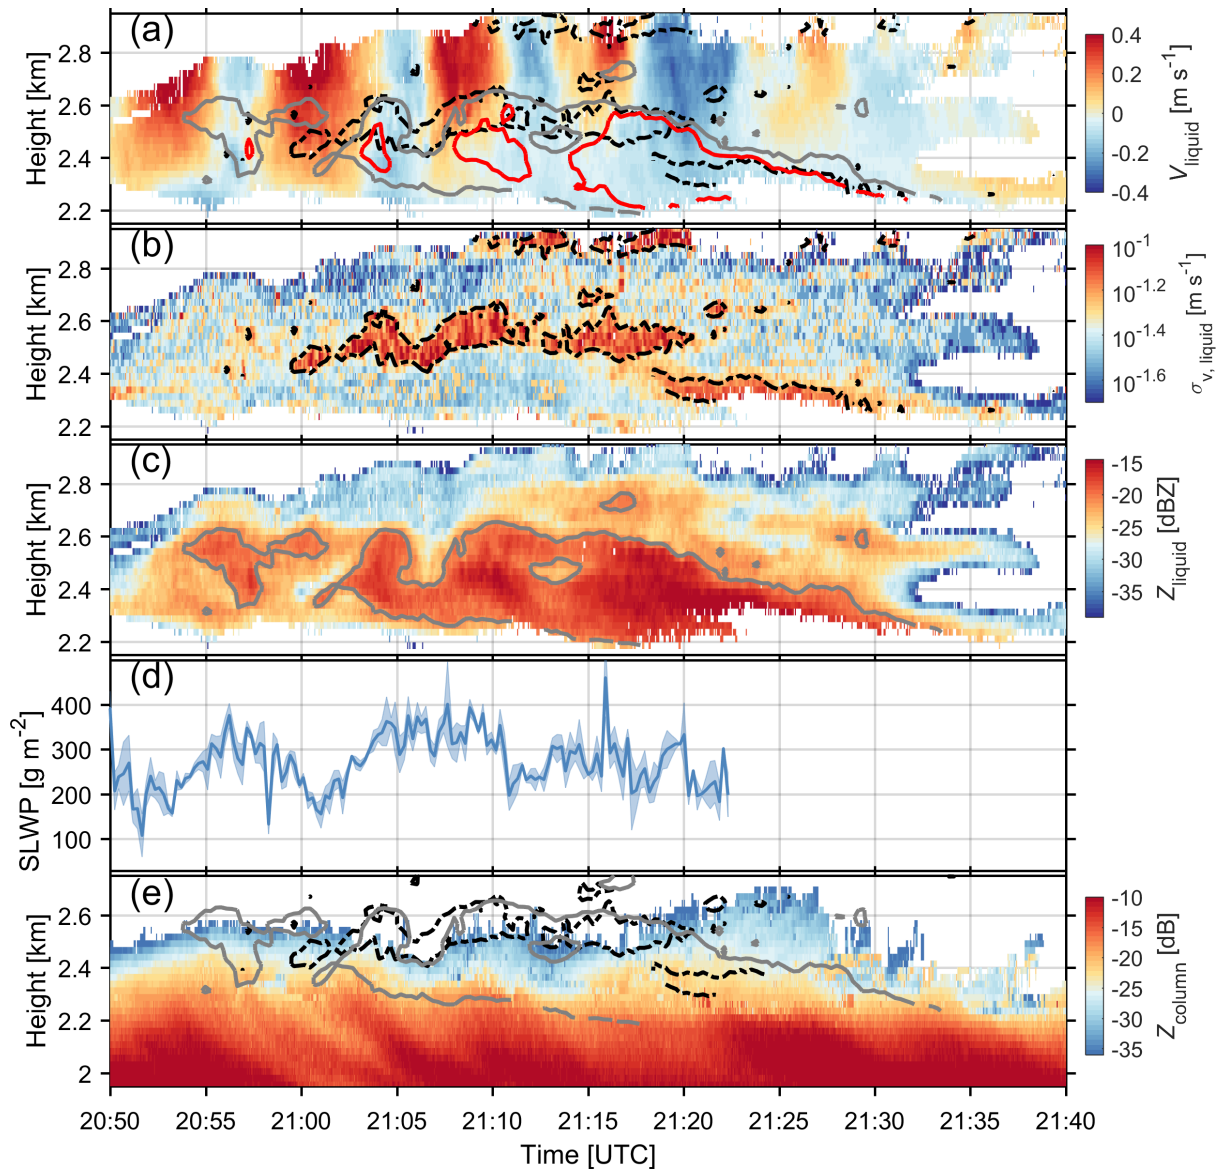 (a)
Height [km]
2.8
2.6
2.4
2.2
0.4
0.2
0
-0.2
-0.4
V_liquid [m s^-1]
(b)
Height [km]
2.8
2.6
2.4
2.2
10^-1
10^-1.2
10^-1.4
10^-1.6
σ_v, liquid [m s^-1]
(c)
Height [km]
2.8
2.6
2.4
2.2
-15
-20
-25
-30
-35
Z_liquid [dBZ]
(d)
SLWP [g m^-2]
400
300
200
100
(e)
Height [km]
2.6
2.4
2.2
2
-10
-15
-20
-25
-30
-35
Z_column [dB]
20:50 20:55 21:00 21:05 21:10 21:15 21:20 21:25 21:30 21:35 21:40
Time [UTC]